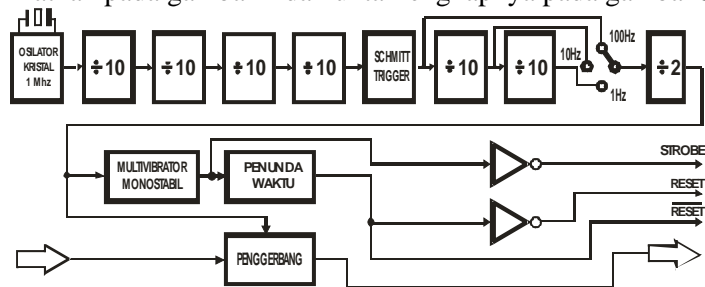 OSILATOR
KRISTAL
1 Mhz
÷10
÷10
÷10
÷10
SCHMITT
TRIGGER
÷10
÷10
100Hz
10Hz
1Hz
÷2
MULTIVIBRATOR
MONOSTABIL
PENUNDA
WAKTU
STROBE
RESET
RESET
PENGGERBANG